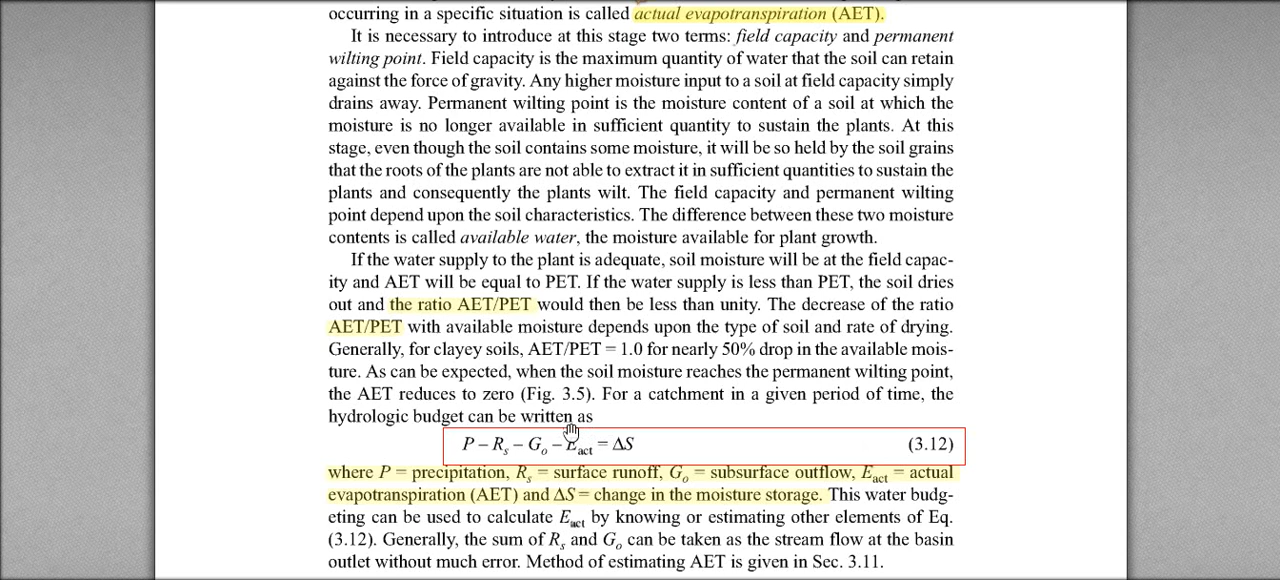 occurring in a specific situation is called actual evapotranspiration (AET).
It is necessary to introduce at this stage two terms: field capacity and permanent
wilting point. Field capacity is the maximum quantity of water that the soil can retain
against the force of gravity. Any higher moisture input to a soil at field capacity simply
drains away. Permanent wilting point is the moisture content of a soil at which the
moisture is no longer available in sufficient quantity to sustain the plants. At this
stage, even though the soil contains some moisture, it will be so held by the soil grains
that the roots of the plants are not able to extract it in sufficient quantities to sustain the
plants and consequently the plants wilt. The field capacity and permanent wilting
point depend upon the soil characteristics. The difference between these two moisture
contents is called available water, the moisture available for plant growth.
If the water supply to the plant is adequate, soil moisture will be at the field capac-
ity and AET will be equal to PET. If the water supply is less than PET, the soil dries
out and the ratio AET/PET would then be less than unity. The decrease of the ratio
AET/PET with available moisture depends upon the type of soil and rate of drying.
Generally, for clayey soils, AET/PET = 1.0 for nearly 50% drop in the available mois-
ture. As can be expected, when the soil moisture reaches the permanent wilting point,
the AET reduces to zero (Fig. 3.5). For a catchment in a given period of time, the
hydrologic budget can be written as
P – Rs – Go – Eact = ΔS (3.12)
where P = precipitation, Rs = surface runoff, Go = subsurface outflow, Eact = actual
evapotranspiration (AET) and ΔS = change in the moisture storage. This water budg-
eting can be used to calculate Eact by knowing or estimating other elements of Eq.
(3.12). Generally, the sum of Rs and Go can be taken as the stream flow at the basin
outlet without much error. Method of estimating AET is given in Sec. 3.11.